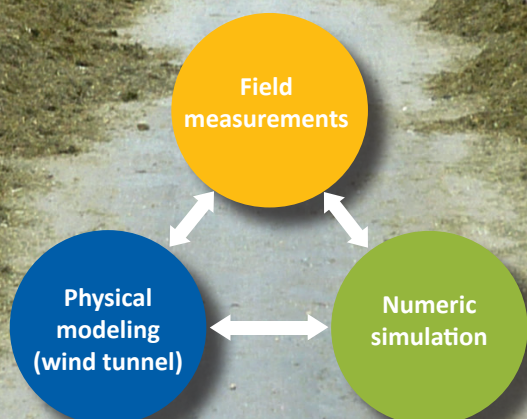 Field
measurements
Physical
modeling
(wind tunnel)
Numeric
simulation